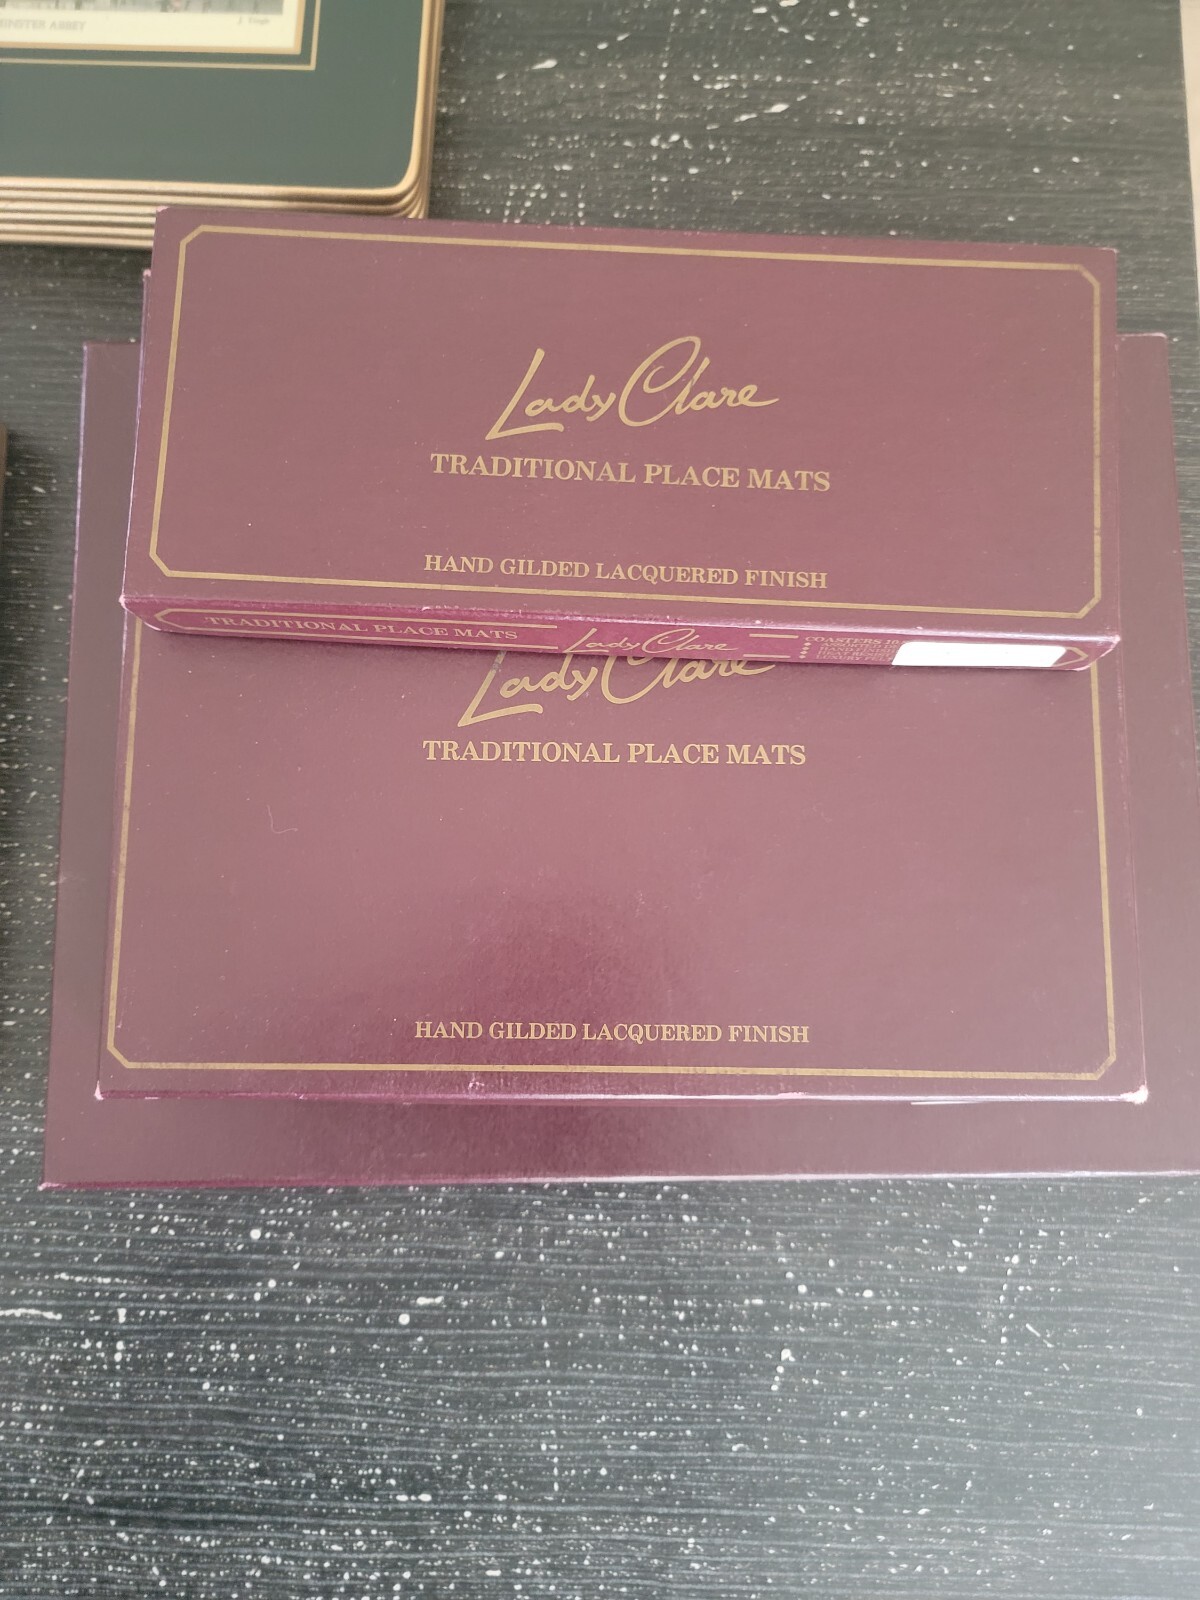 ABBEY
Lady Clare
TRADITIONAL PLACE MATS
HAND GILDED LACQUERED FINISH
TRADITIONAL PLACE MATS
Lady Clare
COASTERS
Lady Clare
TRADITIONAL PLACE MATS
HAND GILDED LACQUERED FINISH